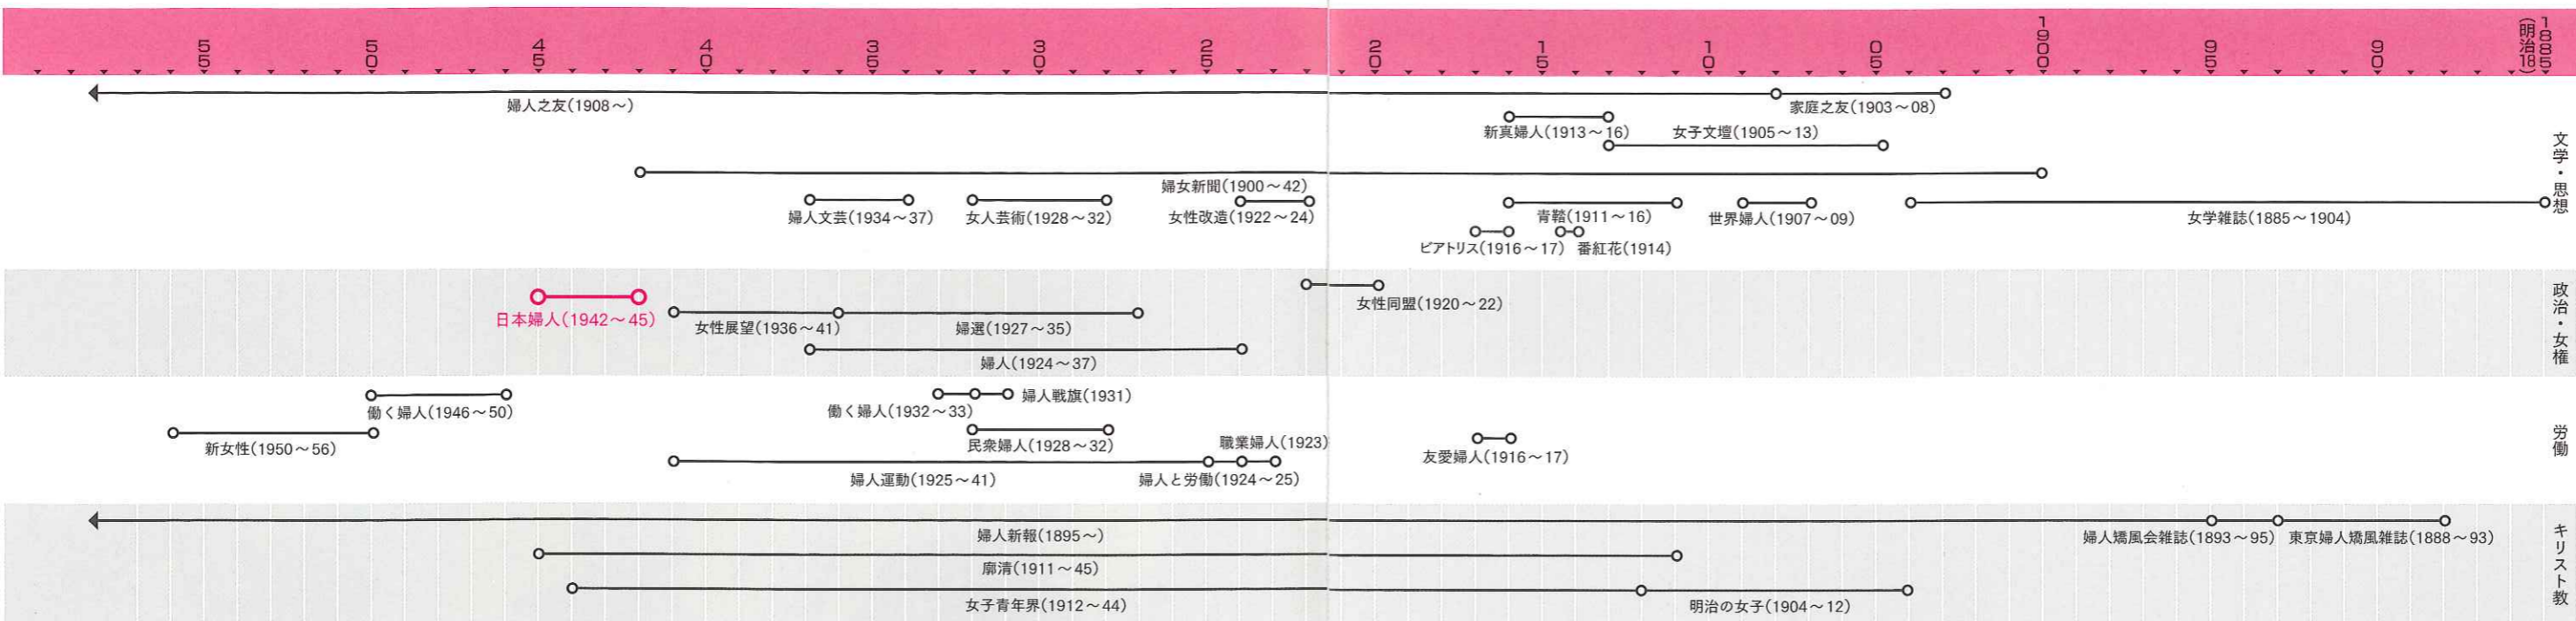 1885(明治18)
90
95
1900
05
10
15
20
25
30
35
40
45
50
55
文学・思想
家庭之友(1903〜08)
婦人之友(1908〜)
女子文壇(1905〜13)
新真婦人(1913〜16)
婦女新聞(1900〜42)
女学雑誌(1885〜1904)
世界婦人(1907〜09)
青鞜(1911〜16)
女性改造(1922〜24)
女人芸術(1928〜32)
婦人文芸(1934〜37)
番紅花(1914)
ビアトリス(1916〜17)
政治・女権
女性同盟(1920〜22)
日本婦人(1942〜45)
婦選(1927〜35)
女性展望(1936〜41)
婦人(1924〜37)
労働
婦人戦旗(1931)
働く婦人(1932〜33)
働く婦人(1946〜50)
友愛婦人(1916〜17)
職業婦人(1923)
民衆婦人(1928〜32)
新女性(1950〜56)
婦人と労働(1924〜25)
婦人運動(1925〜41)
キリスト教
東京婦人矯風雑誌(1888〜93)
婦人矯風会雑誌(1893〜95)
婦人新報(1895〜)
廓清(1911〜45)
明治の女子(1904〜12)
女子青年界(1912〜44)